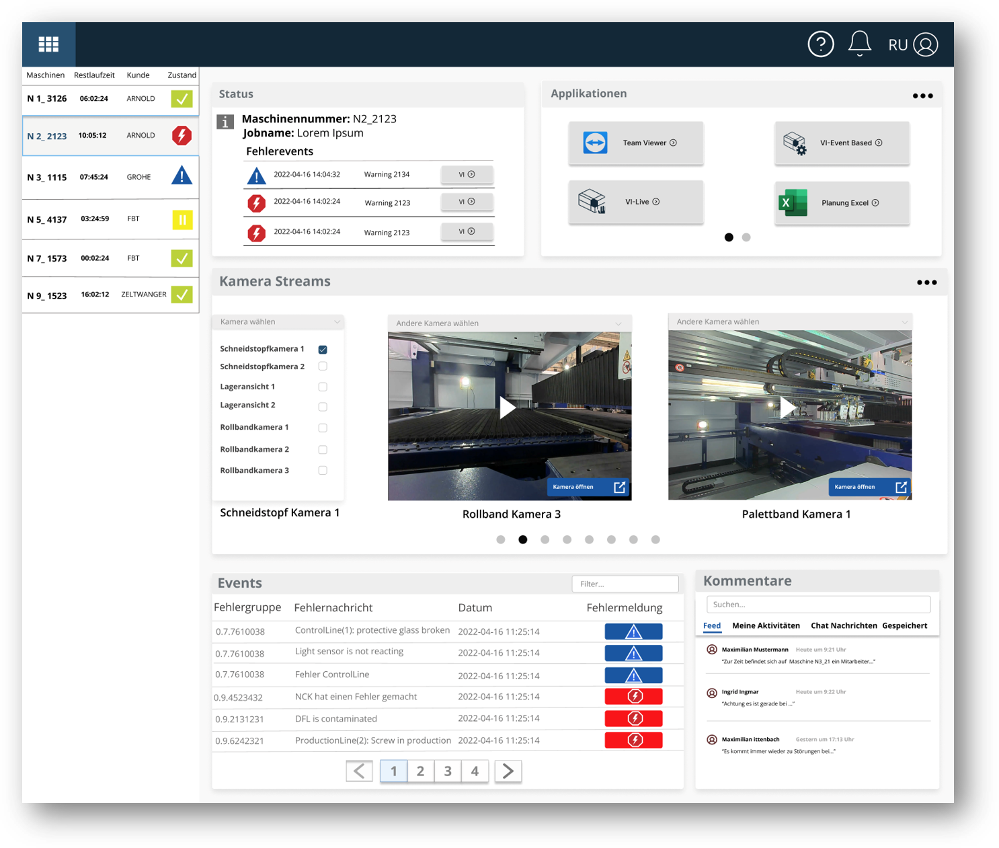 RU
Maschinen Restlaufzeit Kunde Zustand
N 1_ 3126 06:02:24 ARNOLD
N 2_ 2123 10:05:12 ARNOLD
N 3_ 1115 07:45:24 GROHE
N 5_ 4137 03:24:59 FBT
N 7_ 1573 00:02:24 FBT
N 9_ 1523 16:02:12 ZELTWANGER
Status
Maschinennummer: N2_2123
Jobname: Lorem Ipsum
Fehlerevents
2022-04-16 14:04:32 Warning 2134 VI
2022-04-16 14:02:24 Warning 2123 VI
2022-04-16 14:02:24 Warning 2123 VI
Applikationen
Team Viewer
VI-Event Based
VI-Live
Planung Excel
Kamera Streams
Kamera wählen
Schneidstopfkamera 1
Schneidstopfkamera 2
Lageransicht 1
Lageransicht 2
Rollbandkamera 1
Rollbandkamera 2
Rollbandkamera 3
Schneidstopf Kamera 1
Andere Kamera wählen
Kamera öffnen
Rollband Kamera 3
Andere Kamera wählen
Kamera öffnen
Palettband Kamera 1
Events
Filter...
Fehlergruppe Fehlernachricht Datum Fehlermeldung
0.7.7610038 ControlLine(1): protective glass broken 2022-04-16 11:25:14
0.7.7610038 Light sensor is not reacting 2022-04-16 11:25:14
0.7.7610038 Fehler ControlLine 2022-04-16 11:25:14
0.9.4523432 NCK hat einen Fehler gemacht 2022-04-16 11:25:14
0.9.2131231 DFL is contaminated 2022-04-16 11:25:14
0.9.6242321 ProductionLine(2): Screw in production 2022-04-16 11:25:14
1 2 3 4
Kommentare
Suchen...
Feed Meine Aktivitäten Chat Nachrichten Gespeichert
Maximilian Mustermann Heute um 9:21 Uhr
"Zur Zeit befindet sich auf Maschine N3_21 ein Mitarbeiter..."
Ingrid Ingmar Heute um 9:22 Uhr
"Achtung es ist gerade bei ..."
Maximilian ittenbach Gestern um 17:13 Uhr
"Es kommt immer wieder zu Störungen bei..."